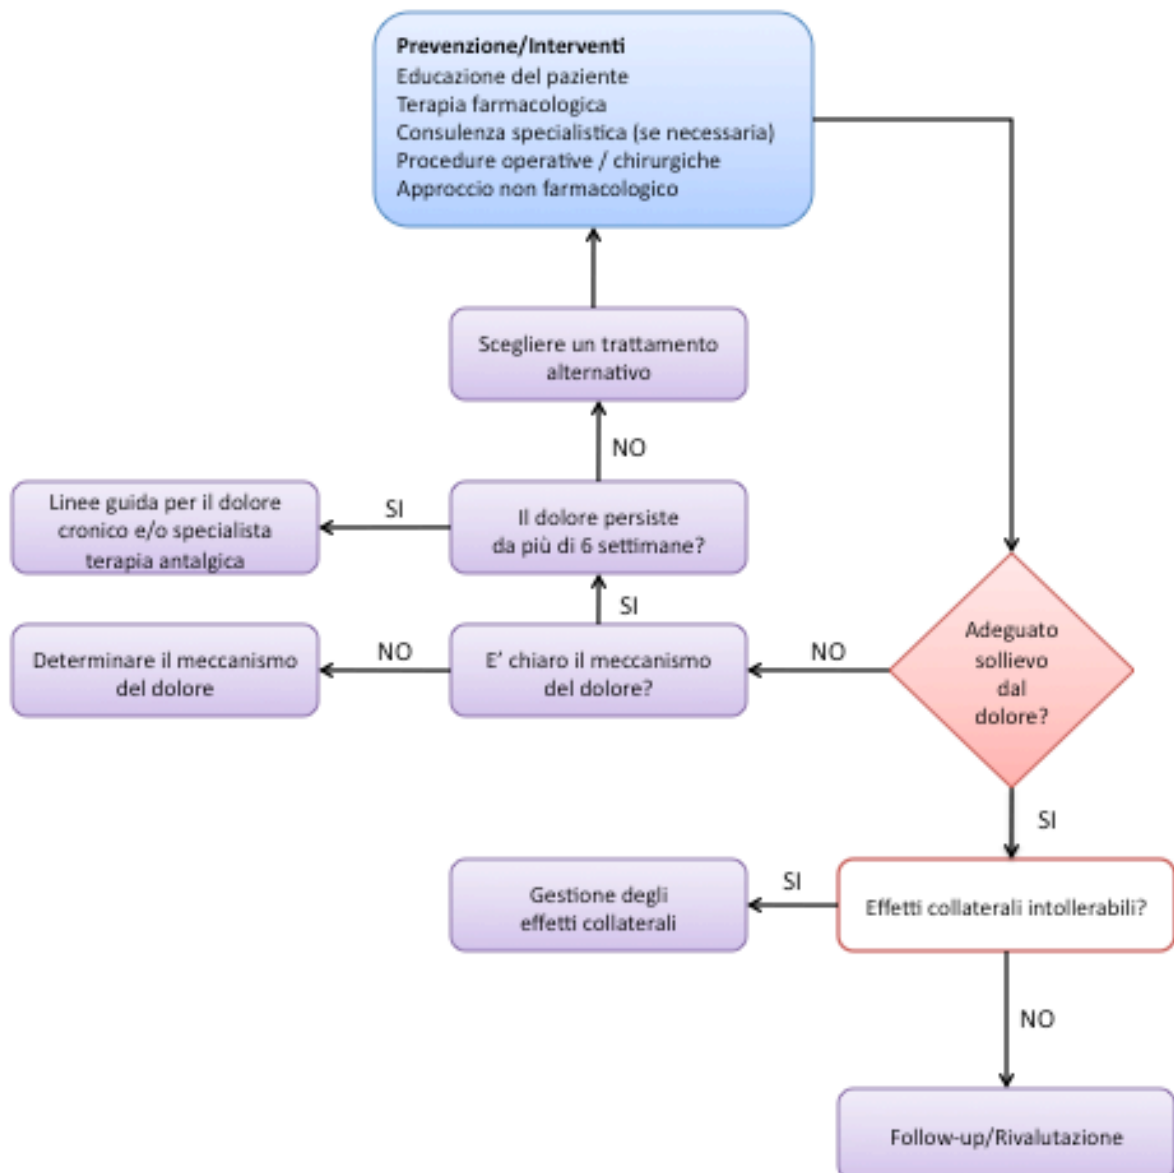 Prevenzione/Interventi
Educazione del paziente
Terapia farmacologica
Consulenza specialistica (se necessaria)
Procedure operative / chirurgiche
Approccio non farmacologico
Scegliere un trattamento
alternativo
NO
Linee guida per il dolore
cronico e/o specialista
terapia antalgica
SI
Il dolore persiste
da più di 6 settimane?
SI
Determinare il meccanismo
del dolore
NO
E' chiaro il meccanismo
del dolore?
NO
Adeguato
sollievo
dal
dolore?
SI
Gestione degli
effetti collaterali
SI
Effetti collaterali intollerabili?
NO
Follow-up/Rivalutazione